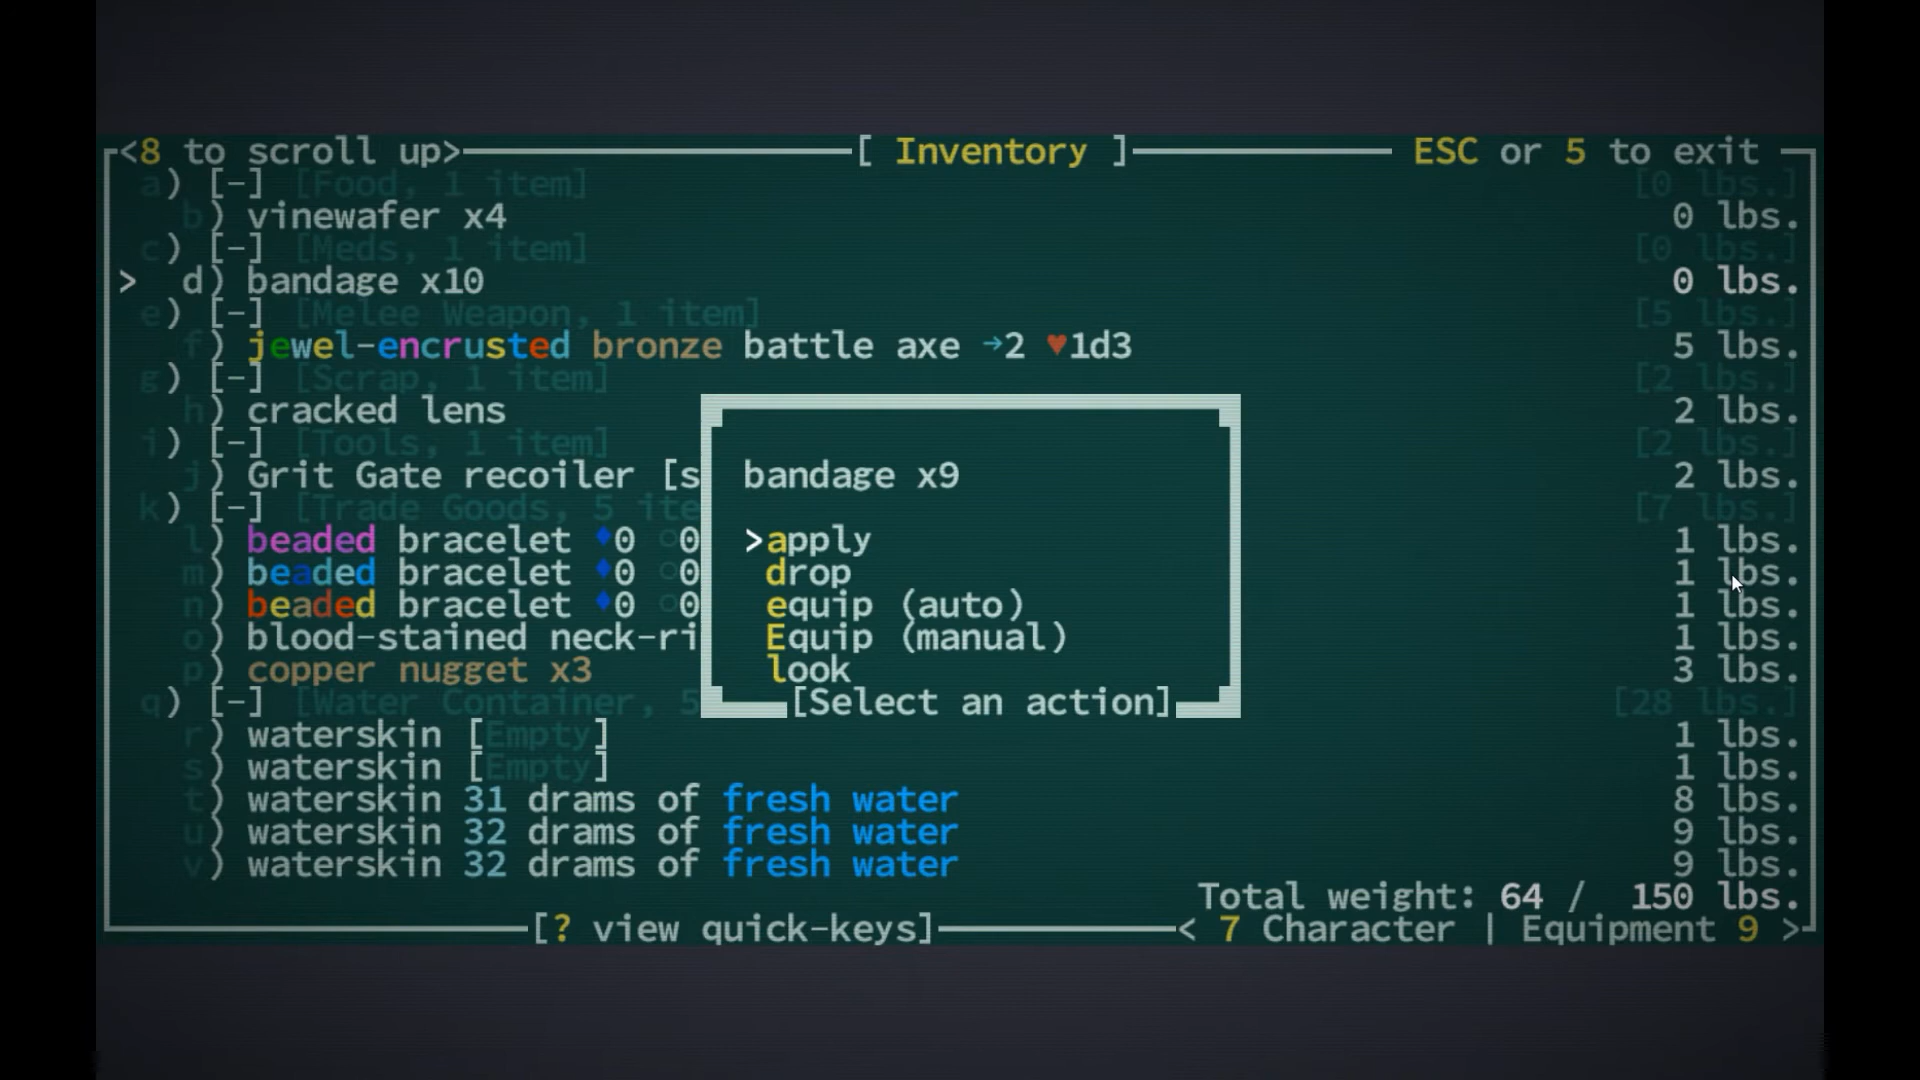 <8 to scroll up> [ Inventory ] ESC or 5 to exit
a) [-] [Food, 1 item] [0 lbs.]
b) vinewafer x4 0 lbs.
c) [-] [Meds, 1 item] [0 lbs.]
> d) bandage x10 0 lbs.
e) [-] [Melee Weapon, 1 item] [5 lbs.]
f) jewel-encrusted bronze battle axe →2 ♥1d3 5 lbs.
g) [-] [Scrap, 1 item] [2 lbs.]
h) cracked lens 2 lbs.
i) [-] [Tools, 1 item] [2 lbs.]
j) Grit Gate recoiler [s 2 lbs.
k) [-] [Trade Goods, 5 ite [7 lbs.]
l) beaded bracelet ♦0 ○0 1 lbs.
m) beaded bracelet ♦0 ○0 1 lbs.
n) beaded bracelet ♦0 ○0 1 lbs.
o) blood-stained neck-ri 1 lbs.
p) copper nugget x3 3 lbs.
q) [-] [Water Container, 5 [28 lbs.]
r) waterskin [Empty] 1 lbs.
s) waterskin [Empty] 1 lbs.
t) waterskin 31 drams of fresh water 8 lbs.
u) waterskin 32 drams of fresh water 9 lbs.
v) waterskin 32 drams of fresh water 9 lbs.
Total weight: 64 / 150 lbs.
[? view quick-keys] < 7 Character | Equipment 9 >
bandage x9
>apply
drop
equip (auto)
Equip (manual)
look
[Select an action]